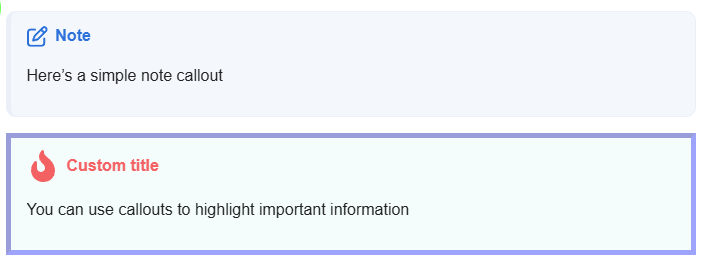 Note
Here’s a simple note callout
Custom title
You can use callouts to highlight important information